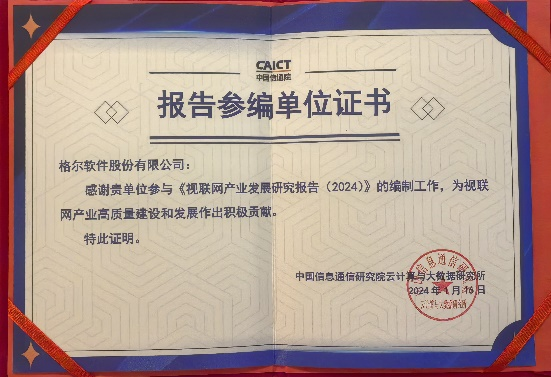 CAICT
中国信通院
报告参编单位证书
格尔软件股份有限公司：
感谢贵单位参与《视联网产业发展研究报告（2024）》的编制工作，为视联
网产业高质量建设和发展作出积极贡献。
特此证明。
中国信息通信研究院云计算与大数据研究所
2024年1月16日